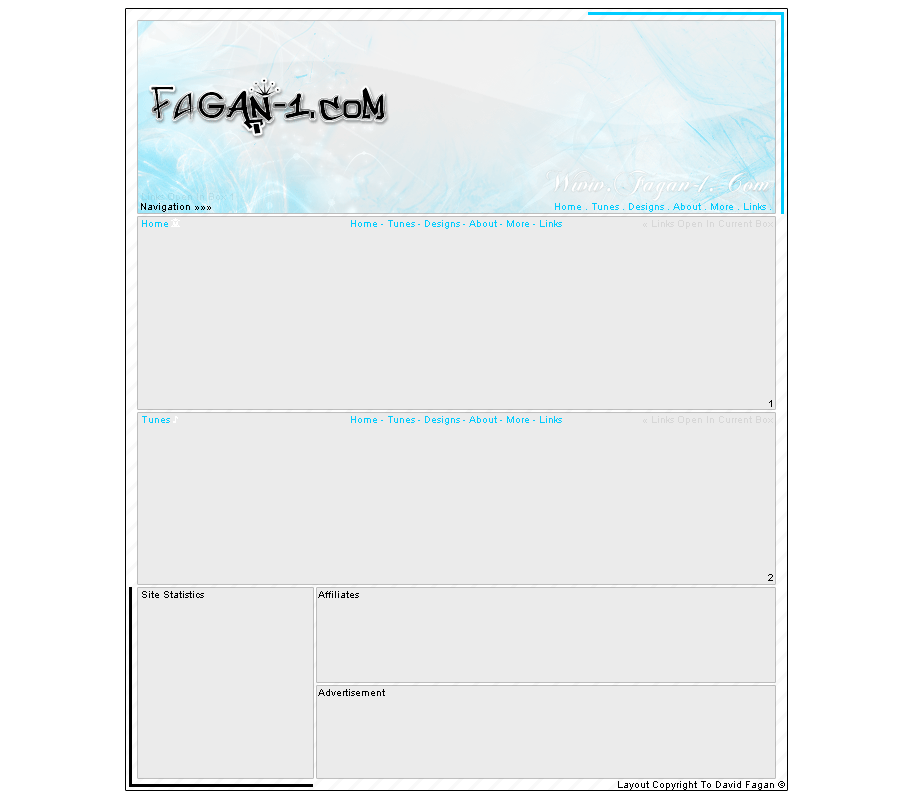 FAGAN-1.COM
Www. Fagan-1. Com
Navigation »»» Home . Tunes . Designs . About . More . Links .
Home Home - Tunes - Designs - About - More - Links « Links Open In Current Box
1
Tunes Home - Tunes - Designs - About - More - Links « Links Open In Current Box
2
Site Statistics
Affiliates
Advertisement
Layout Copyright To David Fagan ©